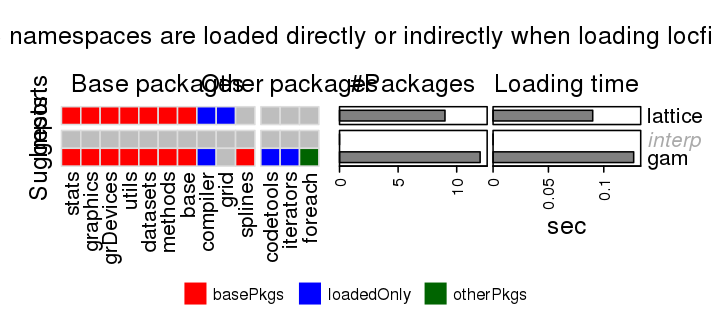 namespaces are loaded directly or indirectly when loading locfi
Base packages Other packages #Packages Loading time
Imports
Suggests
lattice
interp
gam
stats graphics grDevices utils datasets methods base compiler grid splines codetools iterators foreach
0 5 10 0 0.05 0.1
sec
basePkgs loadedOnly otherPkgs